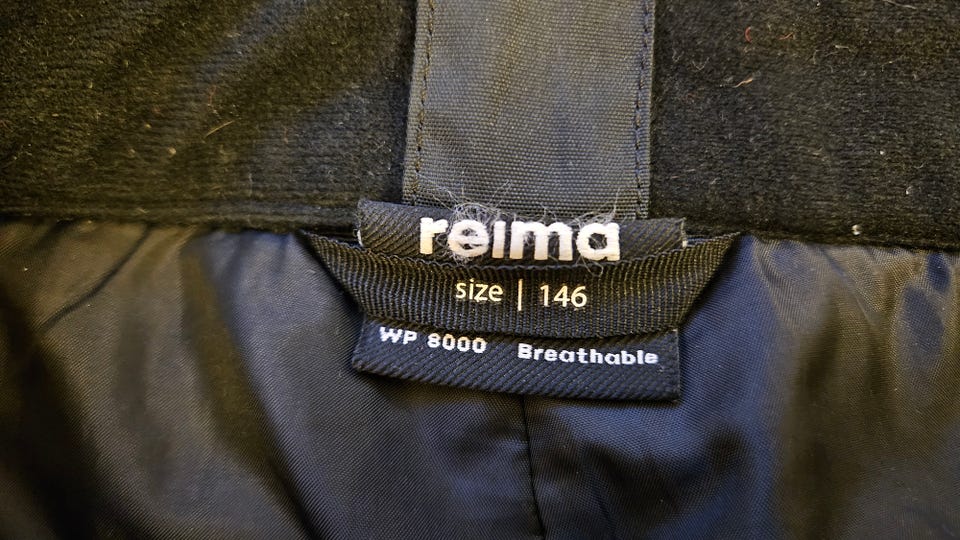 reima
size | 146
WP 8000 Breathable